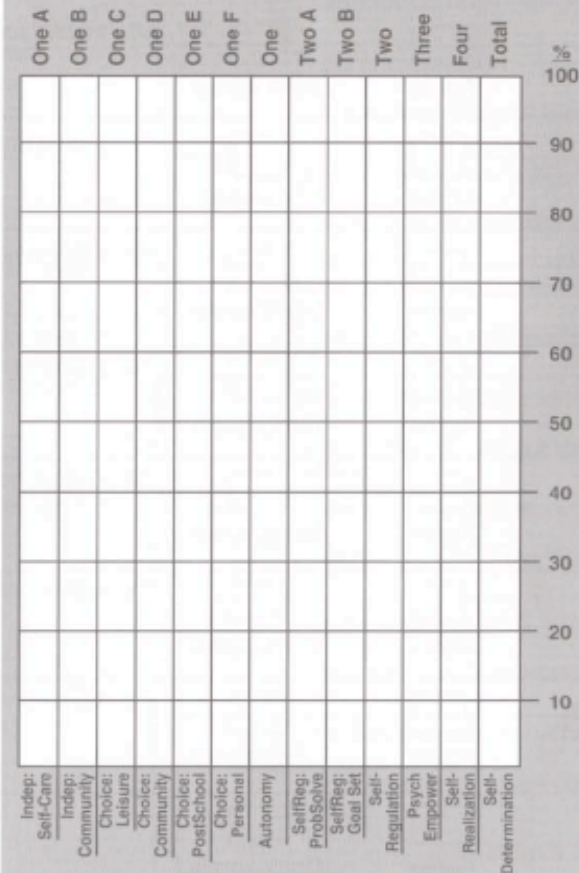 One A
One B
One C
One D
One E
One F
One
Two A
Two B
Two
Three
Four
Total
%
100
90
80
70
60
50
40
30
20
10
Indep:
Self-Care
Indep:
Community
Choice:
Leisure
Choice:
Community
Choice:
PostSchool
Choice:
Personal
Autonomy
SelfReg:
ProbSolve
SelfReg:
Goal Set
Self-
Regulation
Psych
Empower
Self-
Realization
Self-
Determination